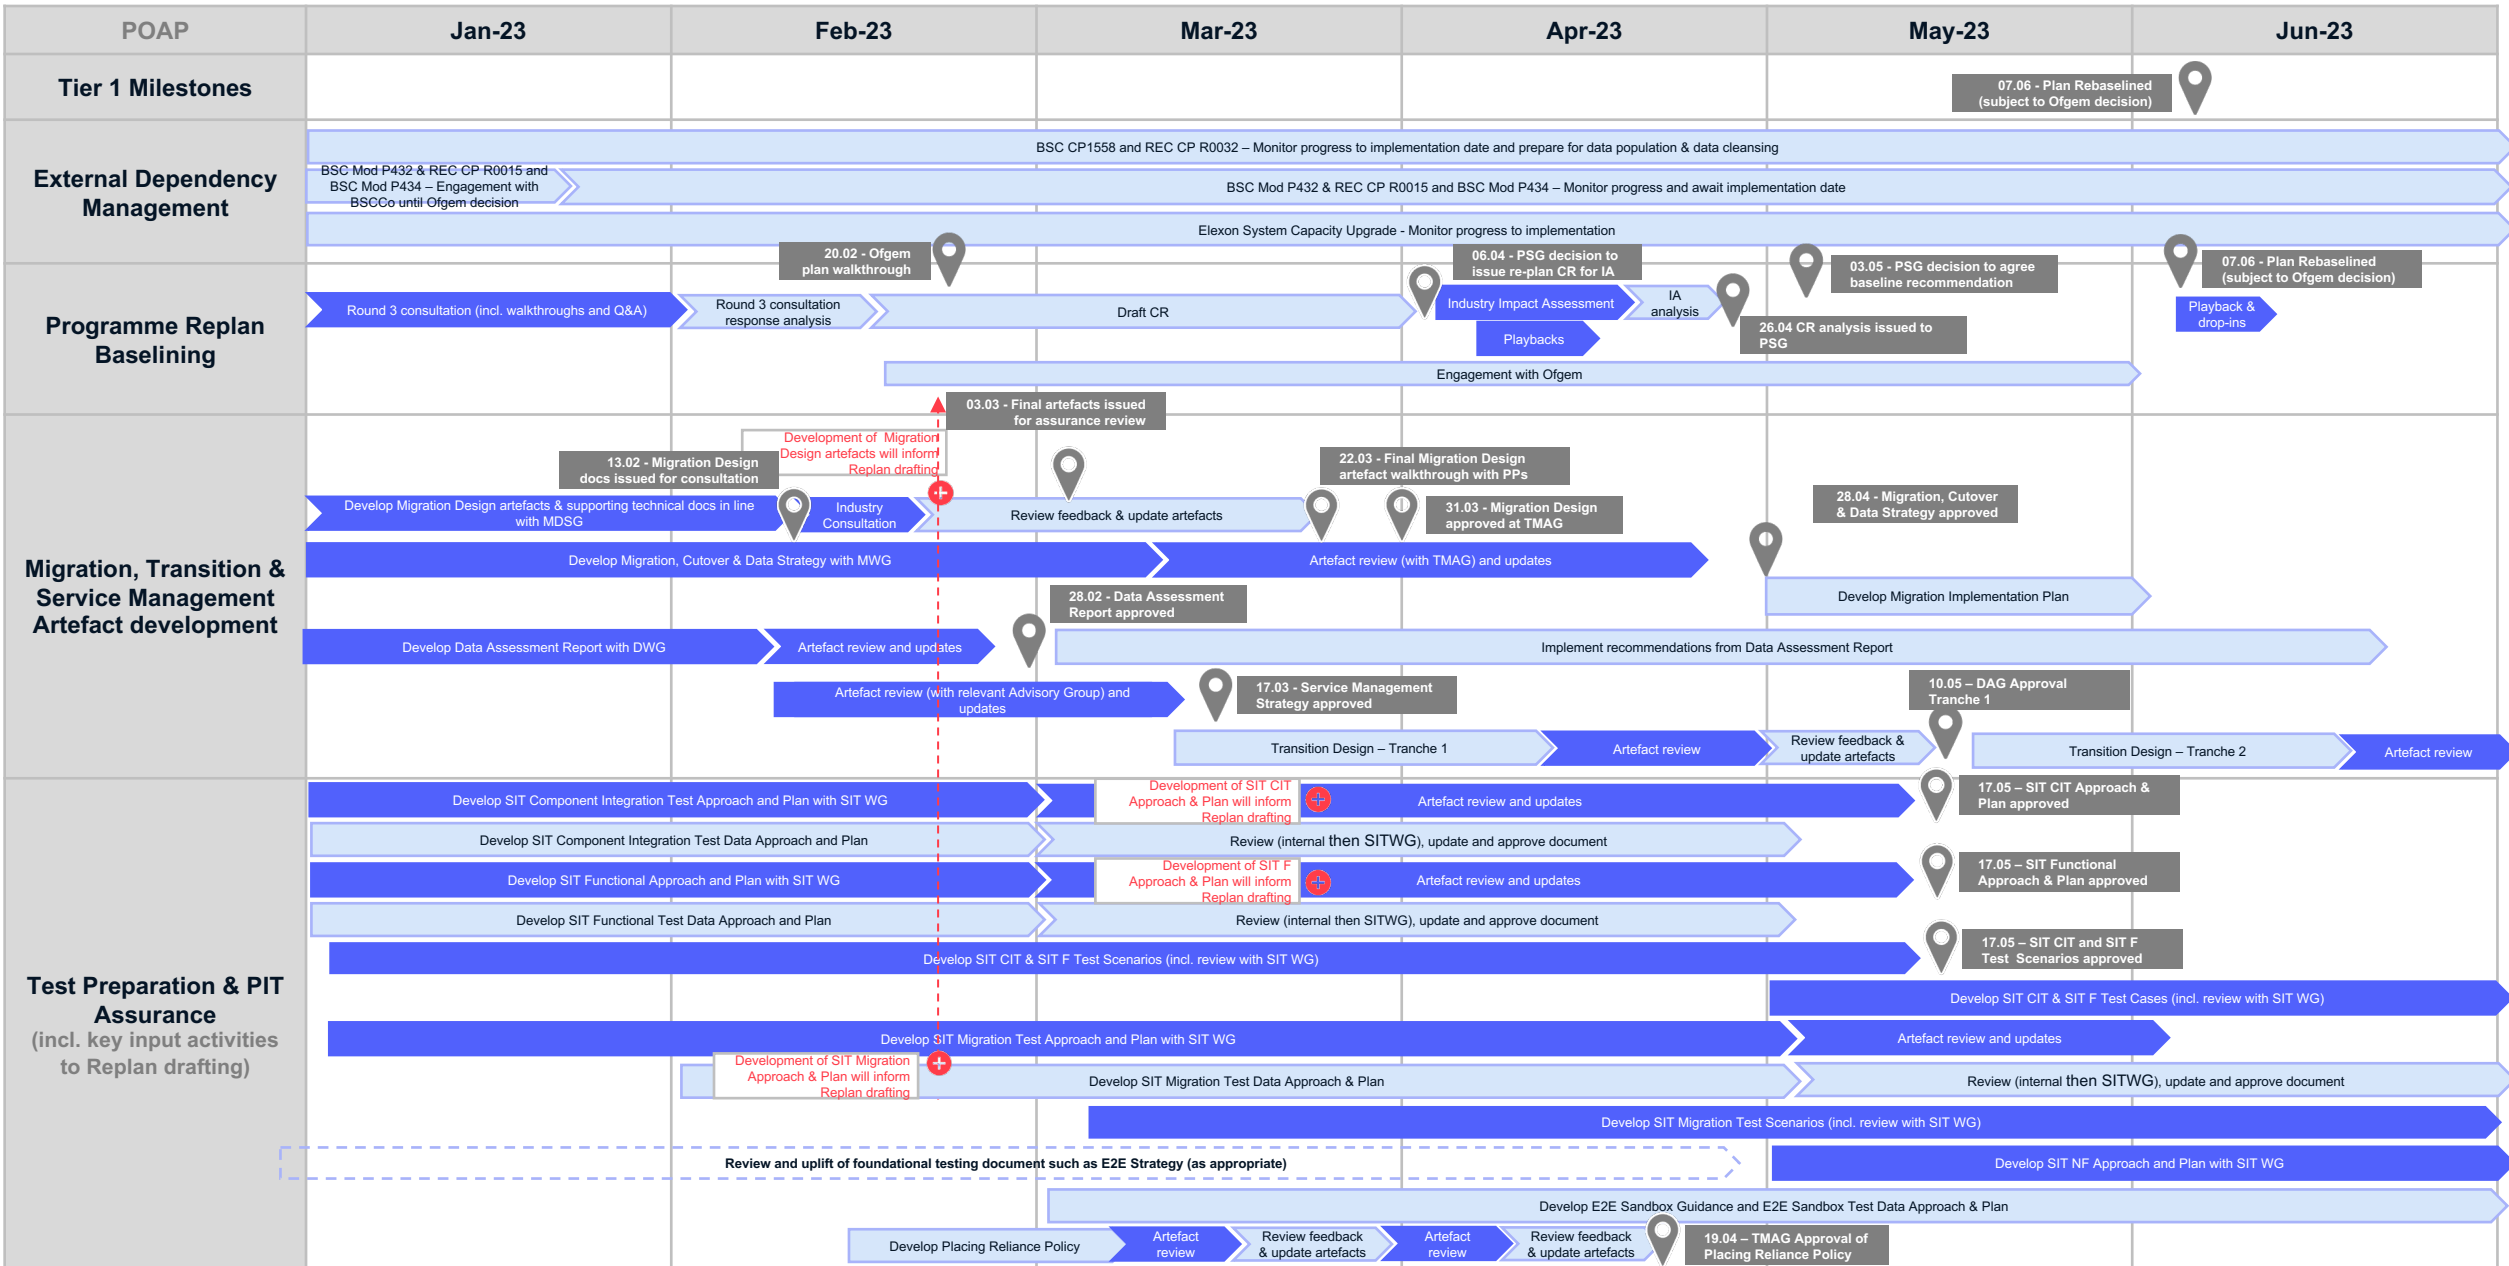 POAP
Jan-23
Feb-23
Mar-23
Apr-23
May-23
Jun-23
Tier 1 Milestones
07.06 - Plan Rebaselined
(subject to Ofgem decision)
External Dependency
Management
BSC CP1558 and REC CP R0032 – Monitor progress to implementation date and prepare for data population & data cleansing
BSC Mod P432 & REC CP R0015 and
BSC Mod P434 – Engagement with
BSCCo until Ofgem decision
BSC Mod P432 & REC CP R0015 and BSC Mod P434 – Monitor progress and await implementation date
Elexon System Capacity Upgrade - Monitor progress to implementation
Programme Replan
Baselining
20.02 - Ofgem
plan walkthrough
06.04 - PSG decision to
issue re-plan CR for IA
03.05 - PSG decision to agree
baseline recommendation
07.06 - Plan Rebaselined
(subject to Ofgem decision)
Round 3 consultation (incl. walkthroughs and Q&A)
Round 3 consultation
response analysis
Draft CR
Industry Impact Assessment
IA
analysis
Playback &
drop-ins
Playbacks
26.04 CR analysis issued to
PSG
Engagement with Ofgem
Migration, Transition &
Service Management
Artefact development
03.03 - Final artefacts issued
for assurance review
Development of  Migration
Design artefacts will inform
Replan drafting
13.02 - Migration Design
docs issued for consultation
22.03 - Final Migration Design
artefact walkthrough with PPs
31.03 - Migration Design
approved at TMAG
28.04 - Migration, Cutover
& Data Strategy approved
Develop Migration Design artefacts & supporting technical docs in line
with MDSG
Industry
Consultation
Review feedback & update artefacts
Develop Migration, Cutover & Data Strategy with MWG
Artefact review (with TMAG) and updates
28.02 - Data Assessment
Report approved
Develop Migration Implementation Plan
Develop Data Assessment Report with DWG
Artefact review and updates
Implement recommendations from Data Assessment Report
Artefact review (with relevant Advisory Group) and
updates
17.03 - Service Management
Strategy approved
10.05 – DAG Approval
Tranche 1
Transition Design – Tranche 1
Artefact review
Review feedback &
update artefacts
Transition Design – Tranche 2
Artefact review
Test Preparation & PIT
Assurance
(incl. key input activities
to Replan drafting)
Develop SIT Component Integration Test Approach and Plan with SIT WG
Development of SIT CIT
Approach & Plan will inform
Replan drafting
Artefact review and updates
17.05 – SIT CIT Approach &
Plan approved
Develop SIT Component Integration Test Data Approach and Plan
Review (internal then SITWG), update and approve document
Develop SIT Functional Approach and Plan with SIT WG
Development of SIT F
Approach & Plan will inform
Replan drafting
Artefact review and updates
17.05 – SIT Functional
Approach & Plan approved
Develop SIT Functional Test Data Approach and Plan
Review (internal then SITWG), update and approve document
Develop SIT CIT & SIT F Test Scenarios (incl. review with SIT WG)
17.05 – SIT CIT and SIT F
Test  Scenarios approved
Develop SIT CIT & SIT F Test Cases (incl. review with SIT WG)
Develop SIT Migration Test Approach and Plan with SIT WG
Artefact review and updates
Development of SIT Migration
Approach & Plan will inform
Replan drafting
Develop SIT Migration Test Data Approach & Plan
Review (internal then SITWG), update and approve document
Develop SIT Migration Test Scenarios (incl. review with SIT WG)
Review and uplift of foundational testing document such as E2E Strategy (as appropriate)
Develop SIT NF Approach and Plan with SIT WG
Develop E2E Sandbox Guidance and E2E Sandbox Test Data Approach & Plan
Develop Placing Reliance Policy
Artefact
review
Review feedback
& update artefacts
Artefact
review
Review feedback
& update artefacts
19.04 – TMAG Approval of
Placing Reliance Policy